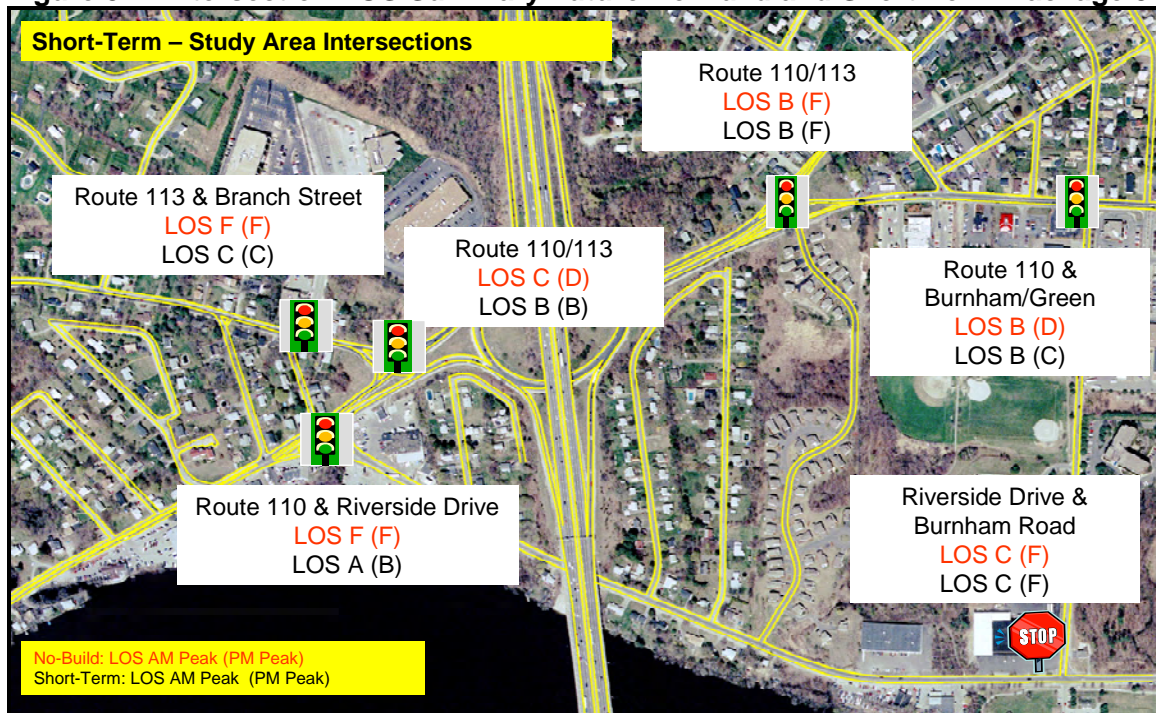 Short-Term – Study Area Intersections
Route 110/113
LOS B (F)
LOS B (F)
Route 113 & Branch Street
LOS F (F)
LOS C (C)
Route 110/113
LOS C (D)
LOS B (B)
Route 110 &
Burnham/Green
LOS B (D)
LOS B (C)
Route 110 & Riverside Drive
LOS F (F)
LOS A (B)
Riverside Drive &
Burnham Road
LOS C (F)
LOS C (F)
STOP
No-Build: LOS AM Peak (PM Peak)
Short-Term: LOS AM Peak (PM Peak)